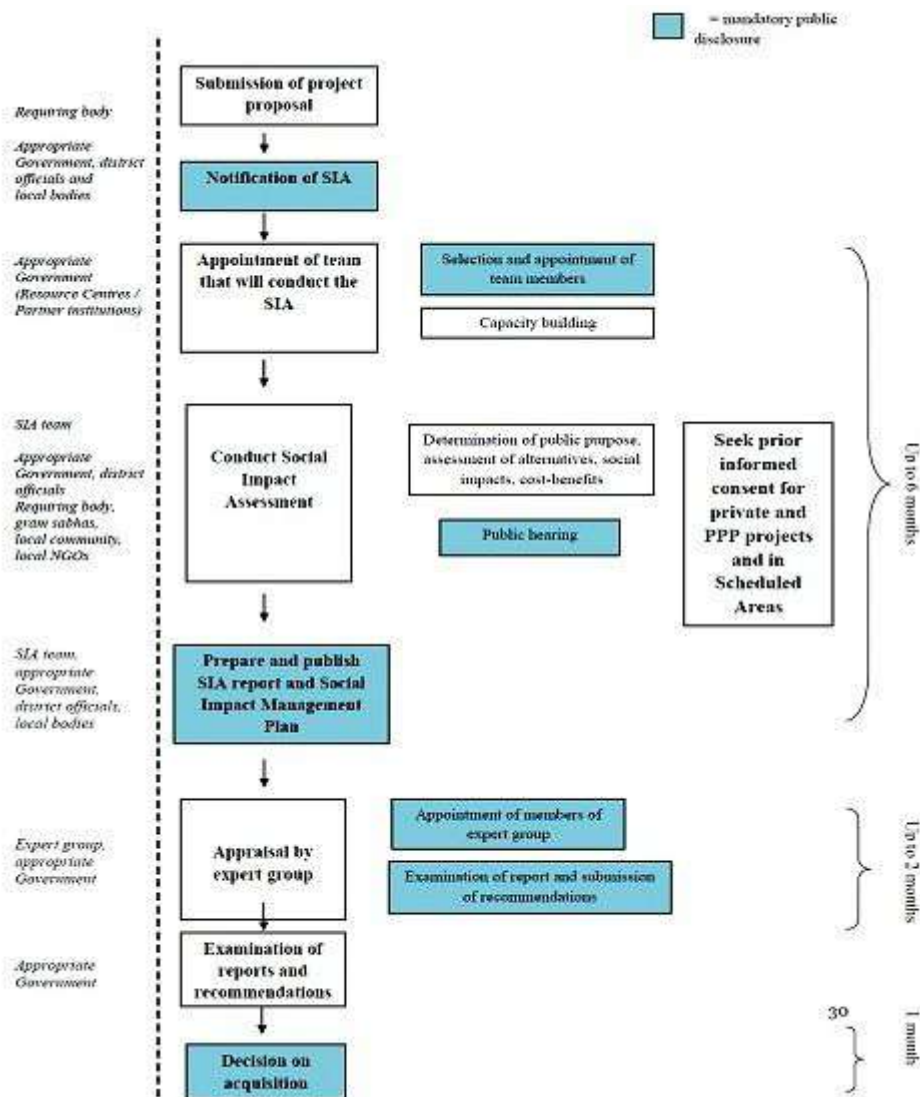 = mandatory public
disclosure
Submission of project
proposal
Requiring body
Appropriate
Government, district
officials and
local bodies
Notification of SIA
Appropriate
Government
(Resource Centres /
Partner institutions)
Appointment of team
that will conduct the
SIA
Selection and appointment of
team members
Capacity building
SIA team
Appropriate
Government, district
officials
Requiring body,
gram sabhas,
local community,
local NGOs
Conduct Social
Impact
Assessment
Determination of public purpose,
assessment of alternatives, social
impacts, cost-benefits
Public hearing
Seek prior
informed
consent for
private and
PPP projects
and in
Scheduled
Areas
Up to 6 months
SIA team,
appropriate
Government,
district officials,
local bodies
Prepare and publish
SIA report and Social
Impact Management
Plan
Expert group,
appropriate
Government
Appraisal by
expert group
Appointment of members of
expert group
Examination of report and submission
of recommendations
Up to 2 months
Appropriate
Government
Examination of
reports and
recommendations
30
1 month
Decision on
acquisition